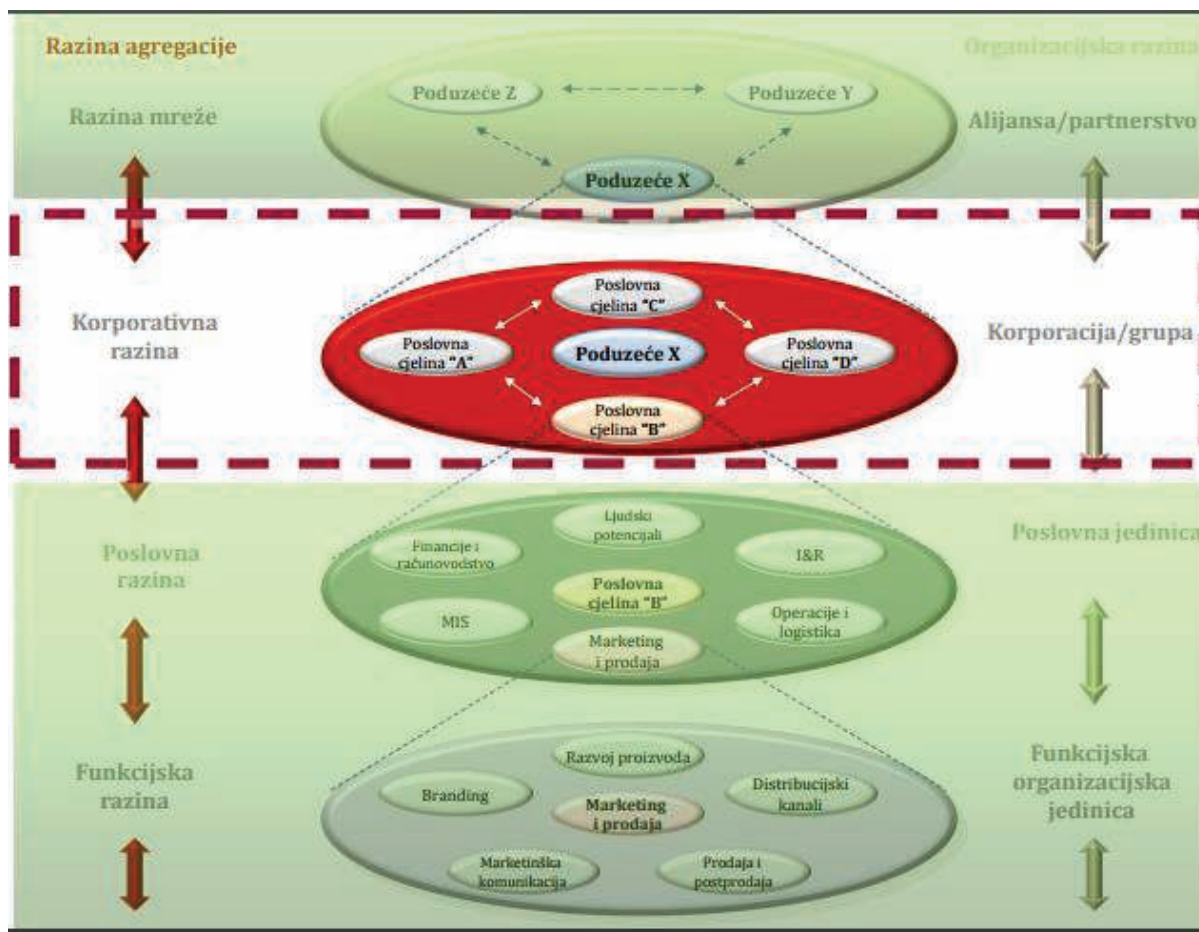 Razina agregacije
Organizacijska razina
Poduzeće Z
Poduzeće Y
Razina mreže
Alijansa/partnerstvo
Poduzeće X
Poslovna
cjelina "C"
Korporativna
razina
Poslovna
cjelina "A"
Poduzeće X
Poslovna
cjelina "D"
Korporacija/grupa
Poslovna
cjelina "B"
Ljudski
potencijali
Poslovna
razina
Financije i
računovodstvo
I&R
Poslovna jedinica
Poslovna
cjelina "B"
MIS
Operacije i
logistika
Marketing
i prodaja
Razvoj proizvoda
Funkcijska
razina
Branding
Distribucijski
kanali
Funkcijska
organizacijska
jedinica
Marketing
i prodaja
Marketinška
komunikacija
Prodaja i
postprodaja